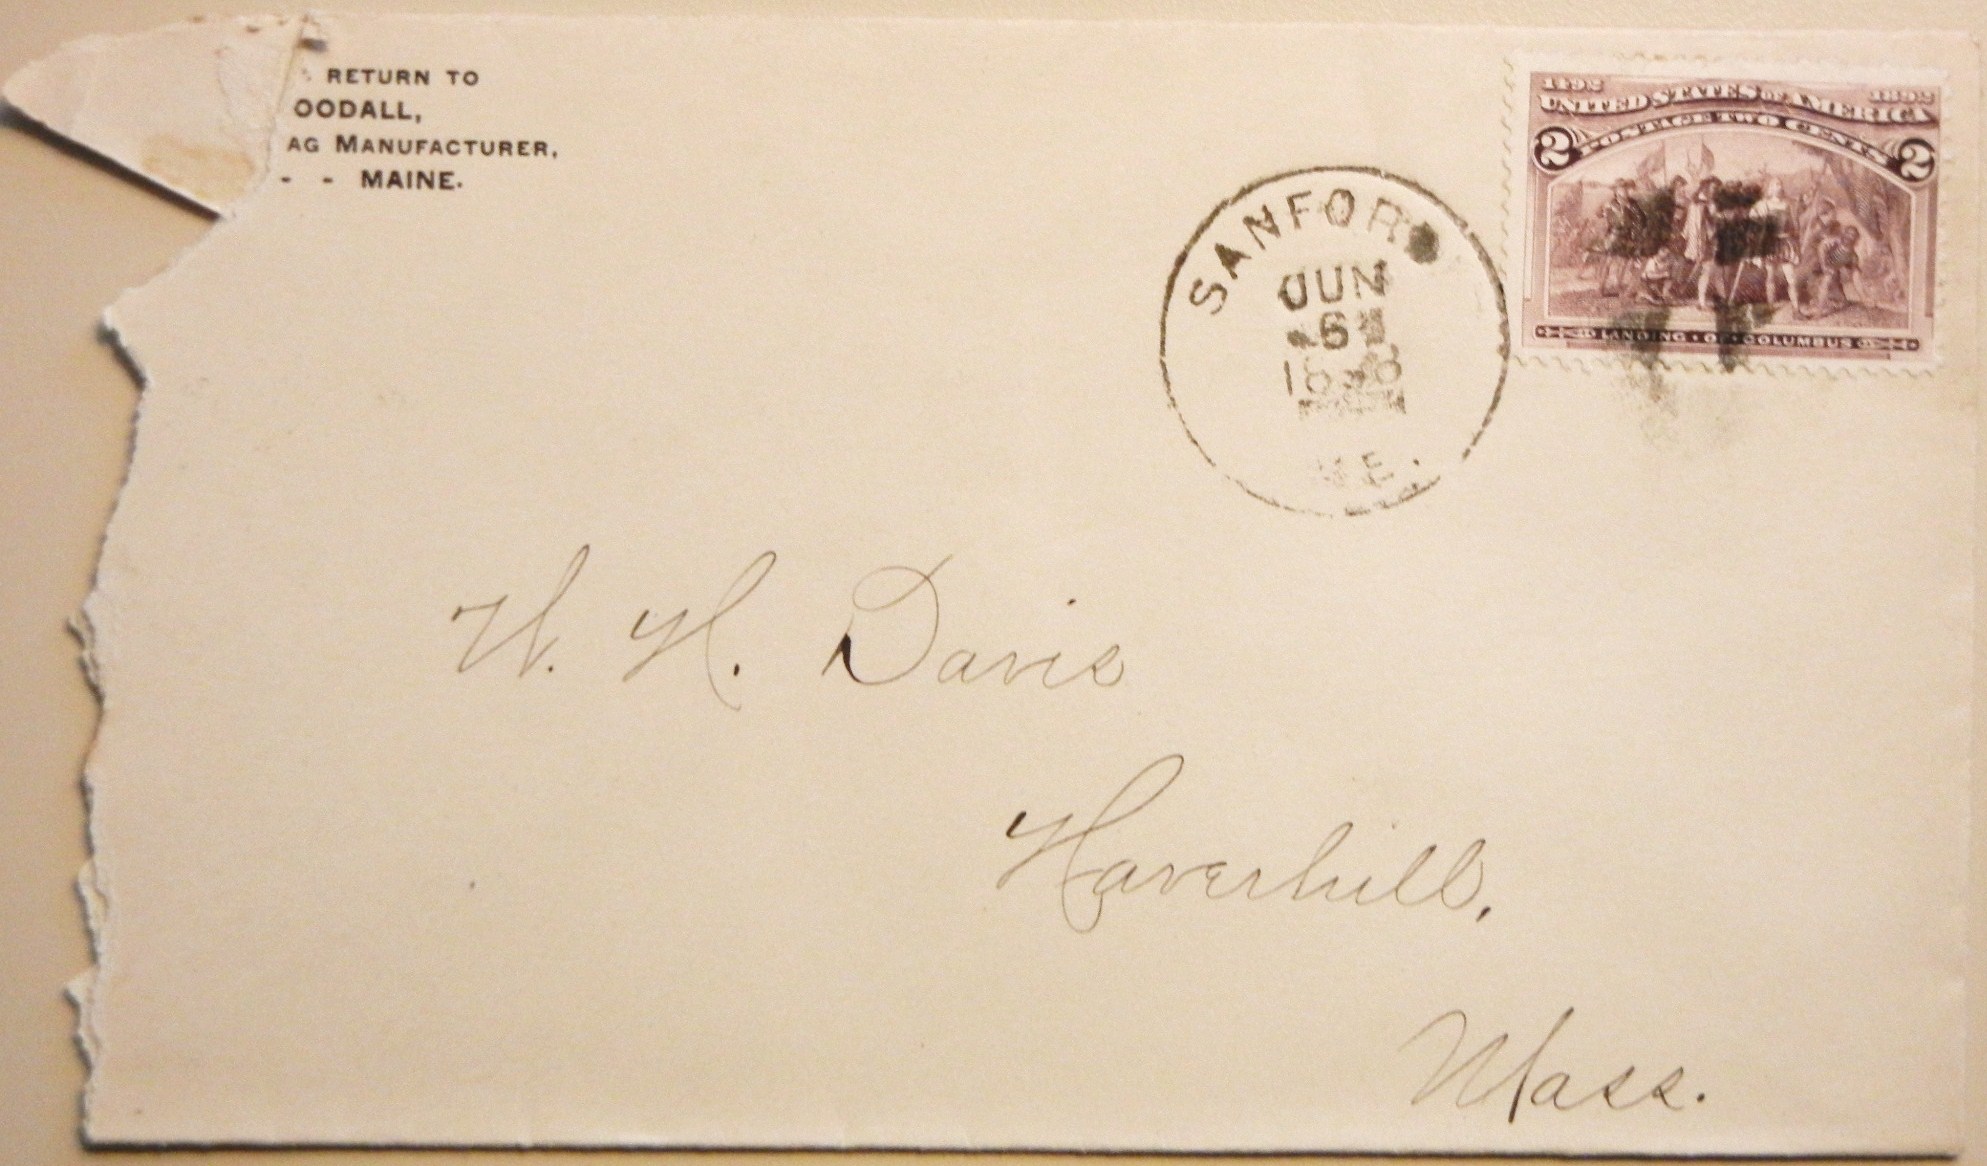 RETURN TO
OODALL,
AG MANUFACTURER,
- - MAINE.
1492 1892
UNITED STATES OF AMERICA
POSTAGE TWO CENTS
2 2
LANDING · OF · COLUMBUS
SANFORD
JUN
6
ME.
W. H. Davis
Haverhill,
Mass.